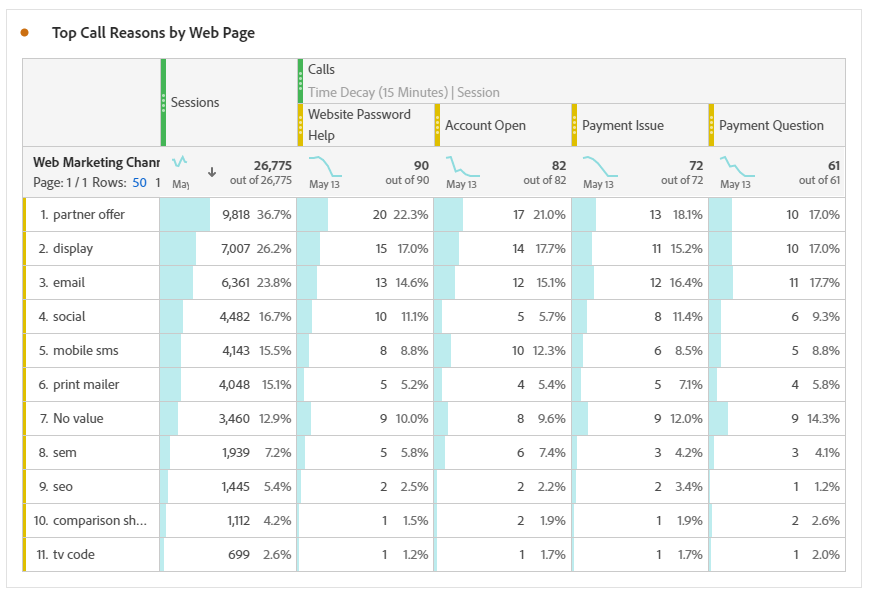 Top Call Reasons by Web Page
Calls
Time Decay (15 Minutes) | Session
Sessions
Website Password Help
Account Open
Payment Issue
Payment Question
Web Marketing Chanr
Page: 1 / 1 Rows: 50 1
May
26,775
out of 26,775
May 13
90
out of 90
May 13
82
out of 82
May 13
72
out of 72
May 13
61
out of 61
1. partner offer 9,818 36.7% 20 22.3% 17 21.0% 13 18.1% 10 17.0%
2. display 7,007 26.2% 15 17.0% 14 17.7% 11 15.2% 10 17.0%
3. email 6,361 23.8% 13 14.6% 12 15.1% 12 16.4% 11 17.7%
4. social 4,482 16.7% 10 11.1% 5 5.7% 8 11.4% 6 9.3%
5. mobile sms 4,143 15.5% 8 8.8% 10 12.3% 6 8.5% 5 8.8%
6. print mailer 4,048 15.1% 5 5.2% 4 5.4% 5 7.1% 4 5.8%
7. No value 3,460 12.9% 9 10.0% 8 9.6% 9 12.0% 9 14.3%
8. sem 1,939 7.2% 5 5.8% 6 7.4% 3 4.2% 3 4.1%
9. seo 1,445 5.4% 2 2.5% 2 2.2% 2 3.4% 1 1.2%
10. comparison sh... 1,112 4.2% 1 1.5% 2 1.9% 1 1.9% 2 2.6%
11. tv code 699 2.6% 1 1.2% 1 1.7% 1 1.7% 1 2.0%